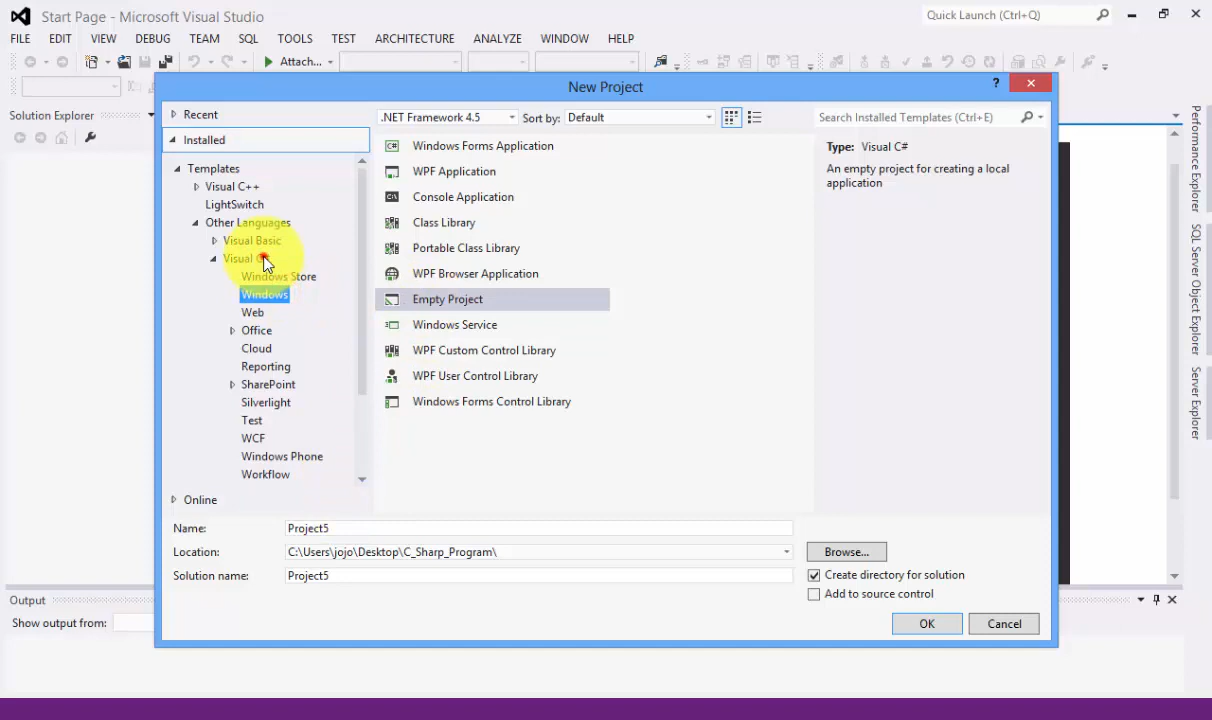 Start Page - Microsoft Visual Studio
Quick Launch (Ctrl+Q)
FILE EDIT VIEW DEBUG TEAM SQL TOOLS TEST ARCHITECTURE ANALYZE WINDOW HELP
Attach...
Solution Explorer
New Project
?
Recent
.NET Framework 4.5
Sort by:
Default
Search Installed Templates (Ctrl+E)
Installed
Templates
Visual C++
LightSwitch
Other Languages
Visual Basic
Visual
Windows Store
Windows
Web
Office
Cloud
Reporting
SharePoint
Silverlight
Test
WCF
Windows Phone
Workflow
Online
Windows Forms Application
WPF Application
Console Application
Class Library
Portable Class Library
WPF Browser Application
Empty Project
Windows Service
WPF Custom Control Library
WPF User Control Library
Windows Forms Control Library
Type: Visual C#
An empty project for creating a local
application
Name: Project5
Location: C:\Users\jojo\Desktop\C_Sharp_Program\
Browse...
Solution name: Project5
Create directory for solution
Add to source control
OK
Cancel
Performance Explorer
SQL Server Object Explorer
Server Explorer
Output
Show output from: